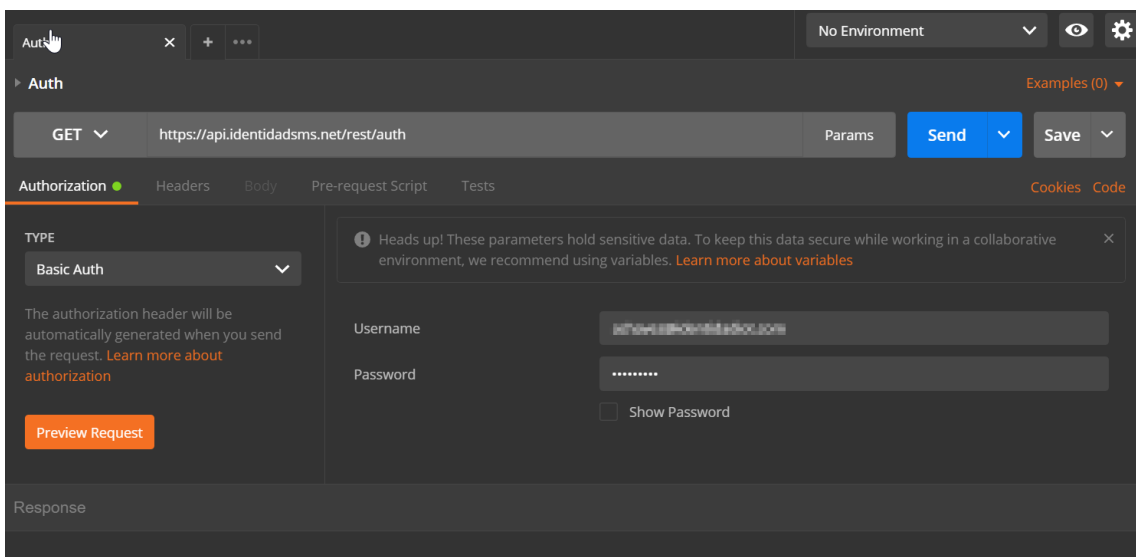 Auth
No Environment
Auth
Examples (0)
GET
https://api.identidadsms.net/rest/auth
Params
Send
Save
Authorization
Headers
Body
Pre-request Script
Tests
Cookies
Code
TYPE
Basic Auth
The authorization header will be
automatically generated when you send
the request. Learn more about
authorization
Preview Request
Heads up! These parameters hold sensitive data. To keep this data secure while working in a collaborative
environment, we recommend using variables. Learn more about variables
Username
Password
•••••••••
Show Password
Response